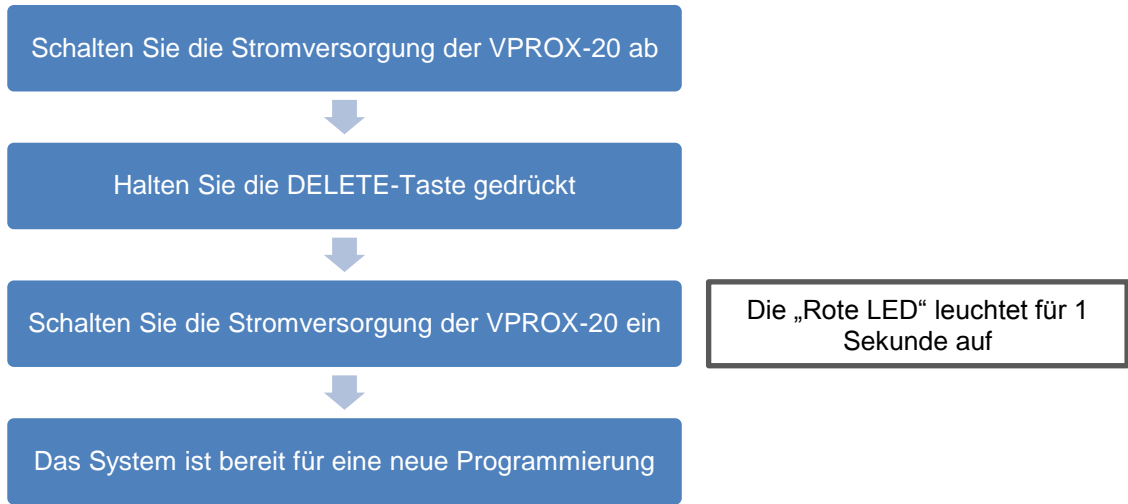 Schalten Sie die Stromversorgung der VPROX-20 ab
Halten Sie die DELETE-Taste gedrückt
Schalten Sie die Stromversorgung der VPROX-20 ein
Die „Rote LED“ leuchtet für 1
Sekunde auf
Das System ist bereit für eine neue Programmierung